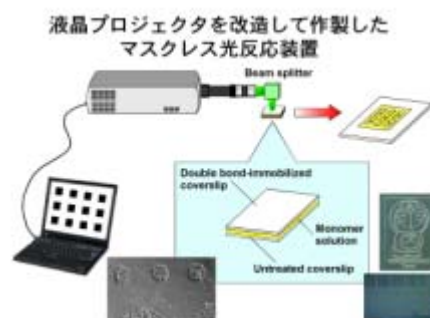 液晶プロジェクタを改造して作製した
マスクレス光反応装置
Beam splitter
Double bond-immobilized
coverslip
Monomer
solution
Untreated coverslip